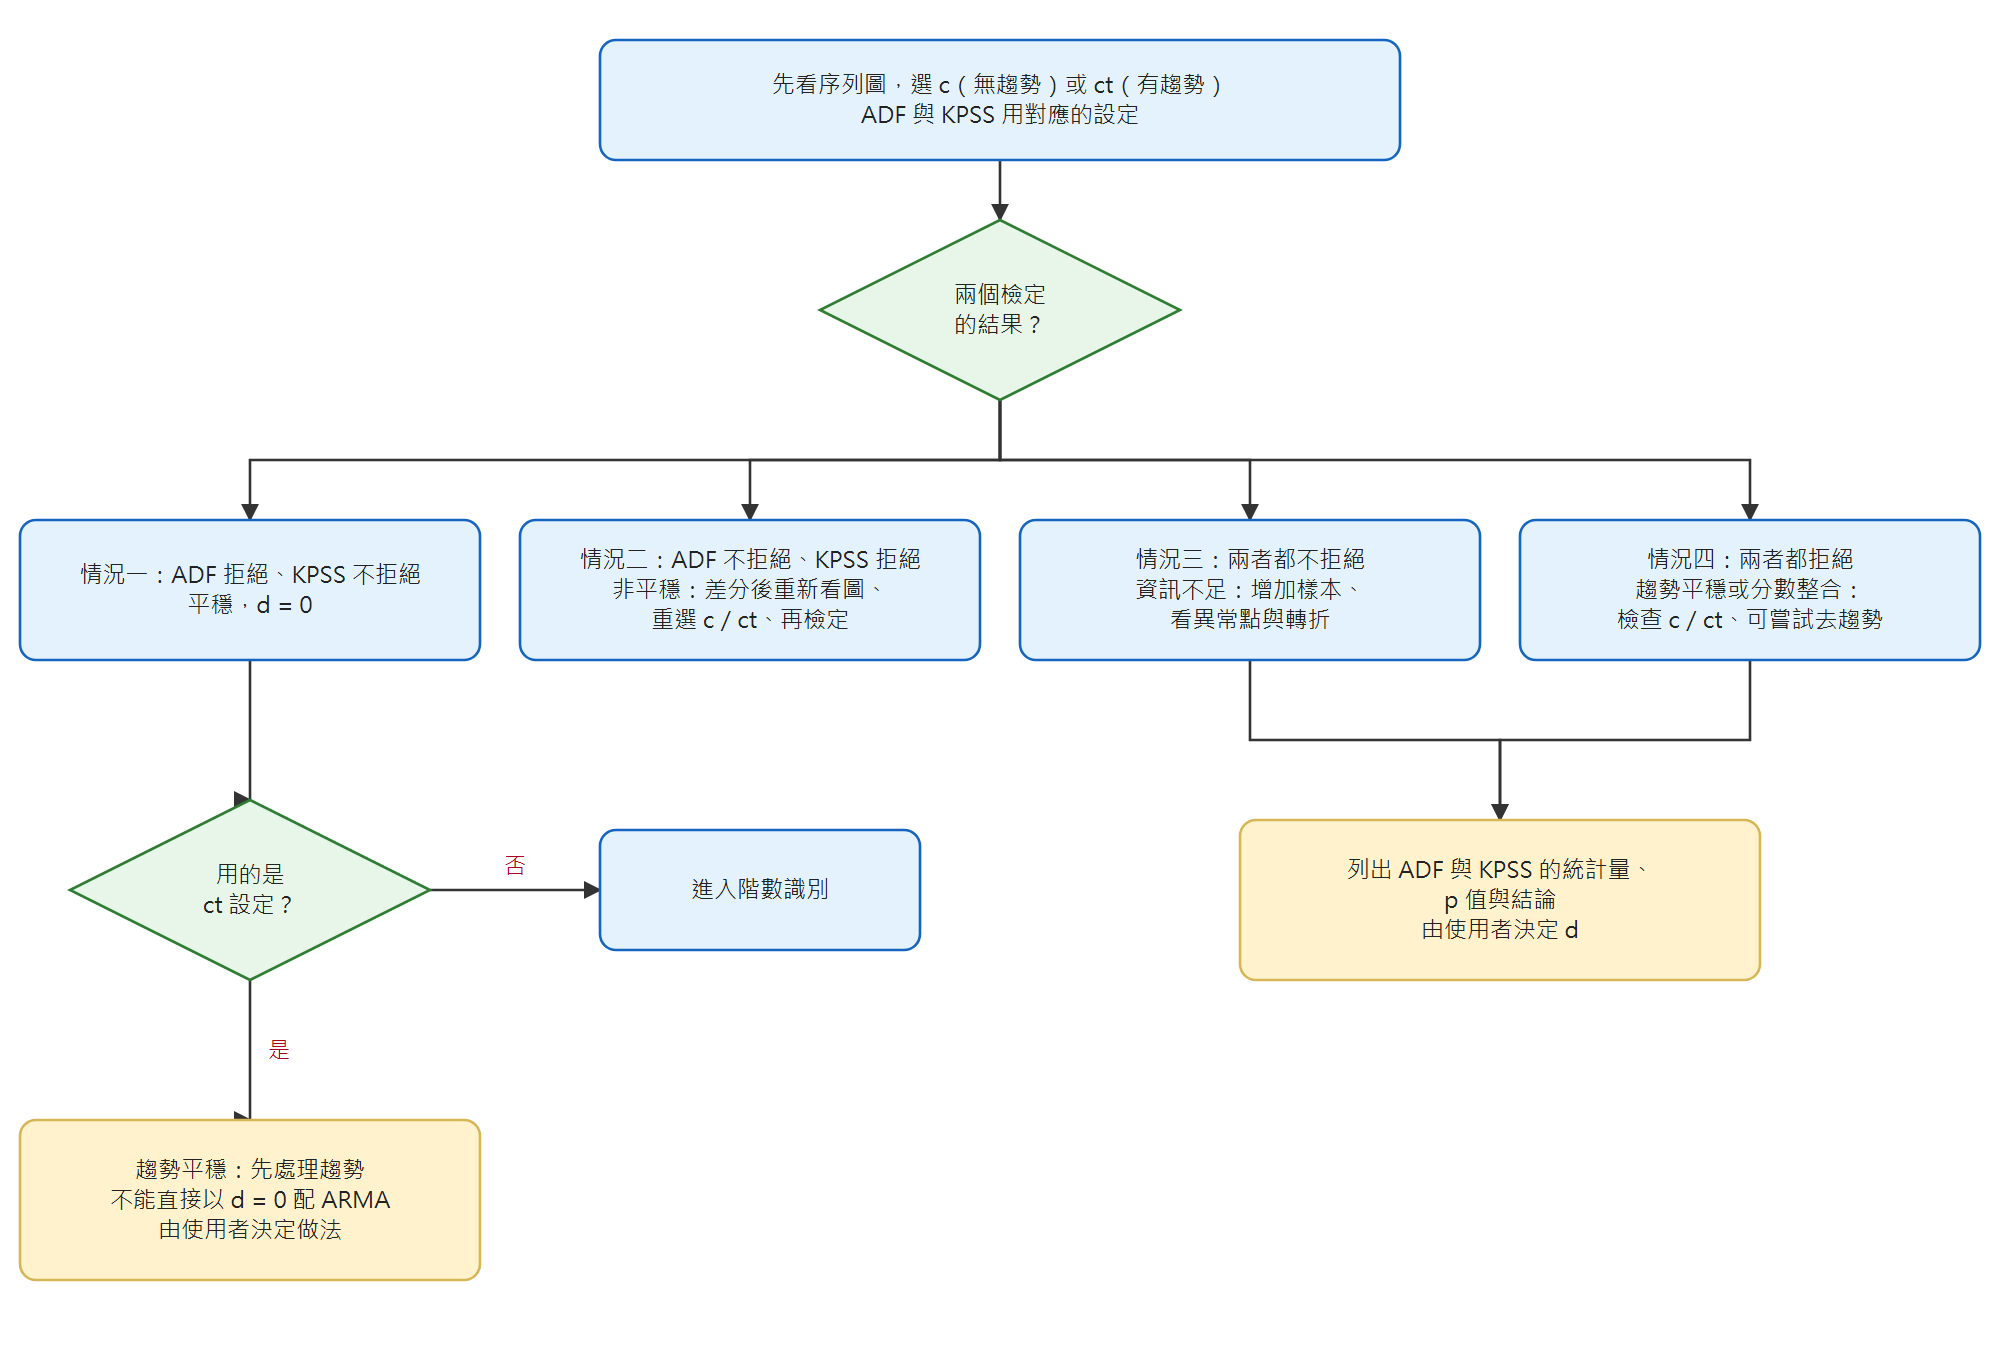 先看序列圖，選 c（無趨勢）或 ct（有趨勢）
ADF 與 KPSS 用對應的設定
兩個檢定
的結果？
情況一：ADF 拒絕、KPSS 不拒絕
平穩，d = 0
情況二：ADF 不拒絕、KPSS 拒絕
非平穩：差分後重新看圖、
重選 c / ct、再檢定
情況三：兩者都不拒絕
資訊不足：增加樣本、
看異常點與轉折
情況四：兩者都拒絕
趨勢平穩或分數整合：
檢查 c / ct、可嘗試去趨勢
用的是
ct 設定？
否
進入階數識別
列出 ADF 與 KPSS 的統計量、
p 值與結論
由使用者決定 d
是
趨勢平穩：先處理趨勢
不能直接以 d = 0 配 ARMA
由使用者決定做法